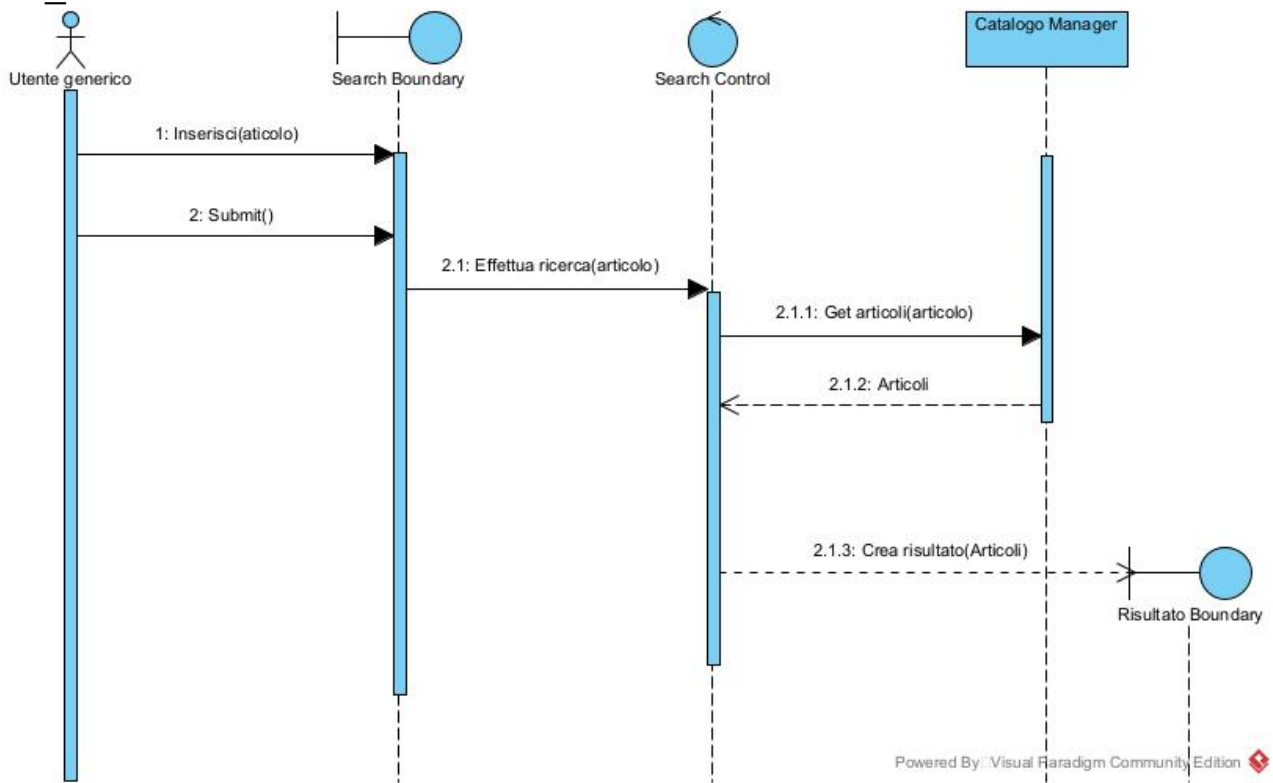 Utente generico
Search Boundary
Search Control
Catalogo Manager
1: Inserisci(aticolo)
2: Submit()
2.1: Effettua ricerca(articolo)
2.1.1: Get articoli(articolo)
2.1.2: Articoli
2.1.3: Crea risultato(Articoli)
Risultato Boundary
Powered By Visual Paradigm Community Edition